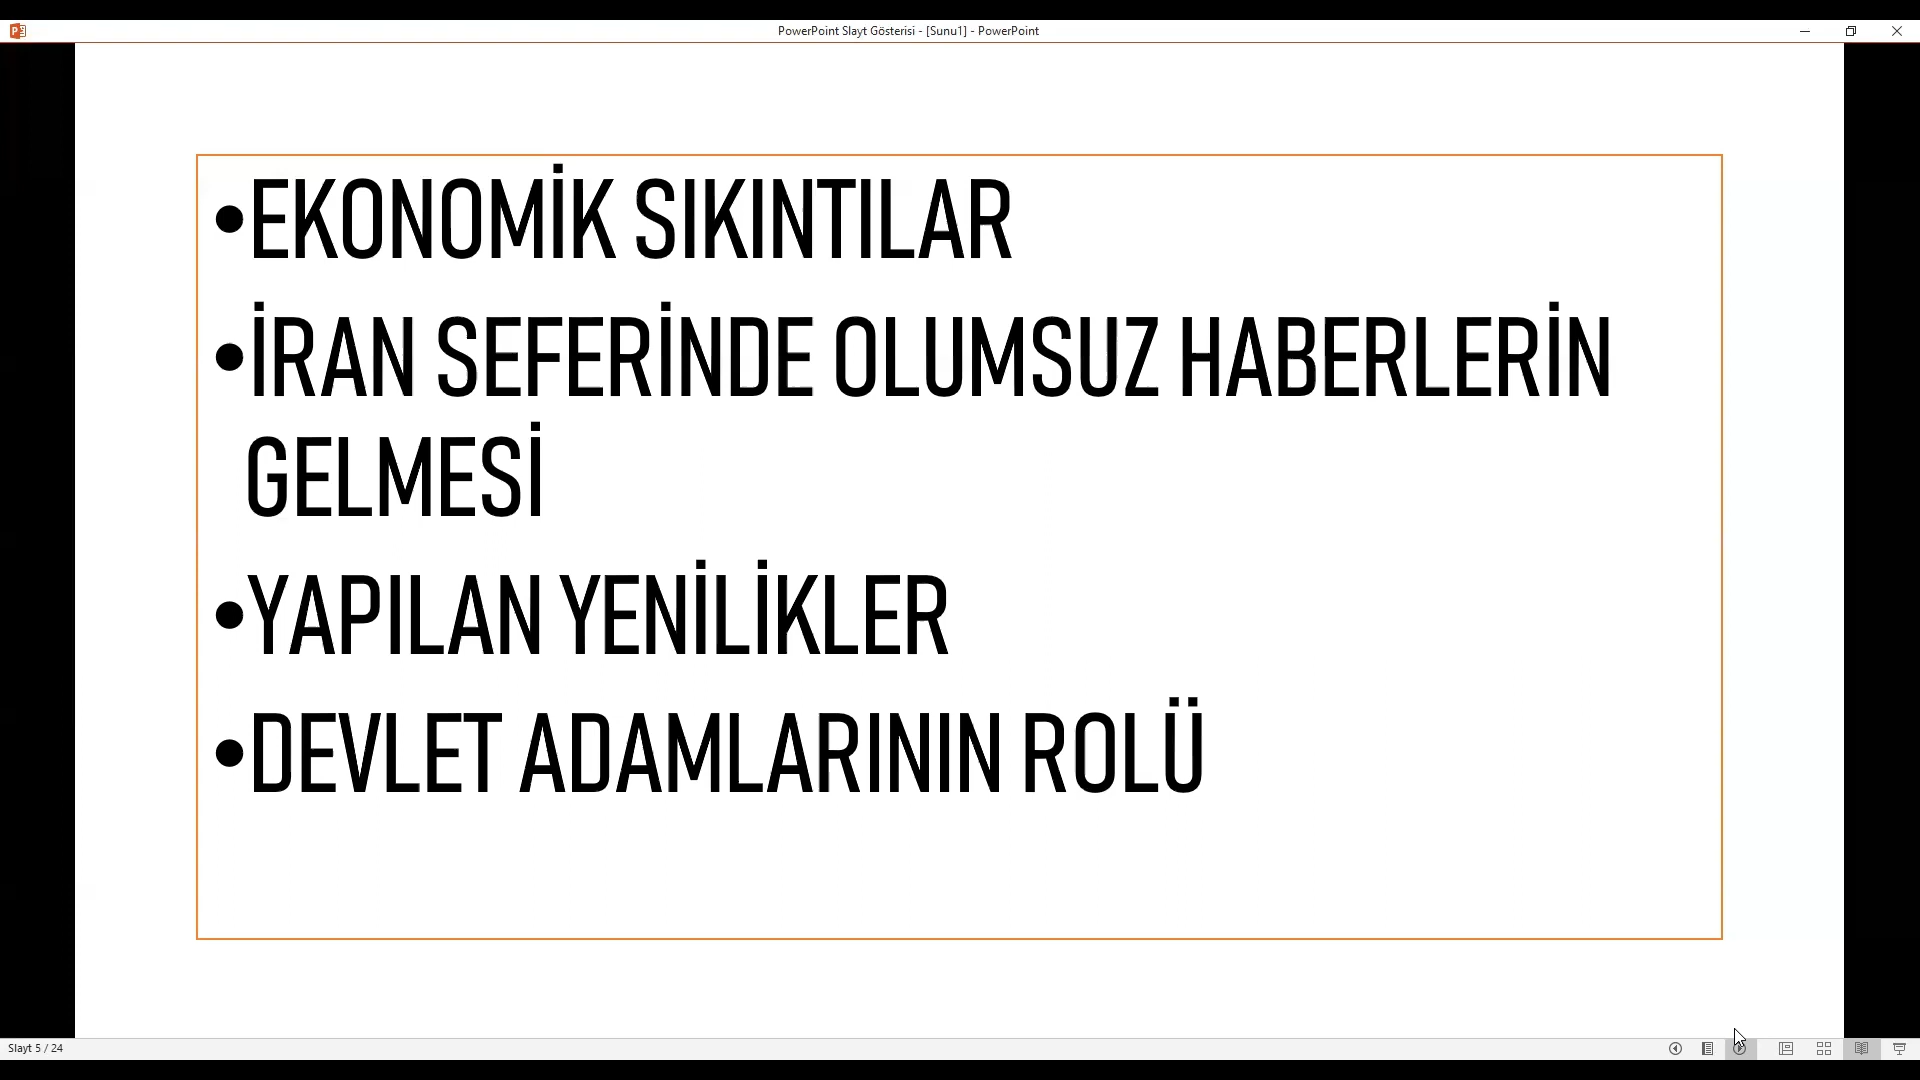 PowerPoint Slayt Gösterisi - [Sunu1] - PowerPoint
•EKONOMİK SIKINTILAR
•İRAN SEFERİNDE OLUMSUZ HABERLERİN
GELMESİ
•YAPILAN YENİLİKLER
•DEVLET ADAMLARININ ROLÜ
Slayt 5 / 24